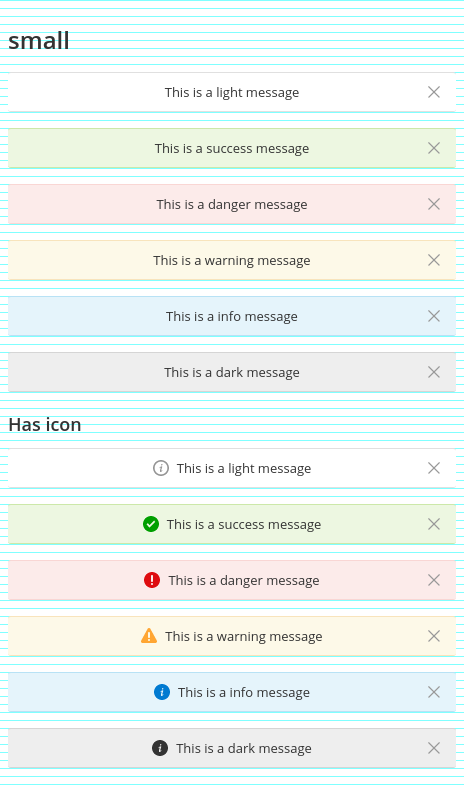 small
This is a light message
This is a success message
This is a danger message
This is a warning message
This is a info message
This is a dark message
Has icon
This is a light message
This is a success message
This is a danger message
This is a warning message
This is a info message
This is a dark message